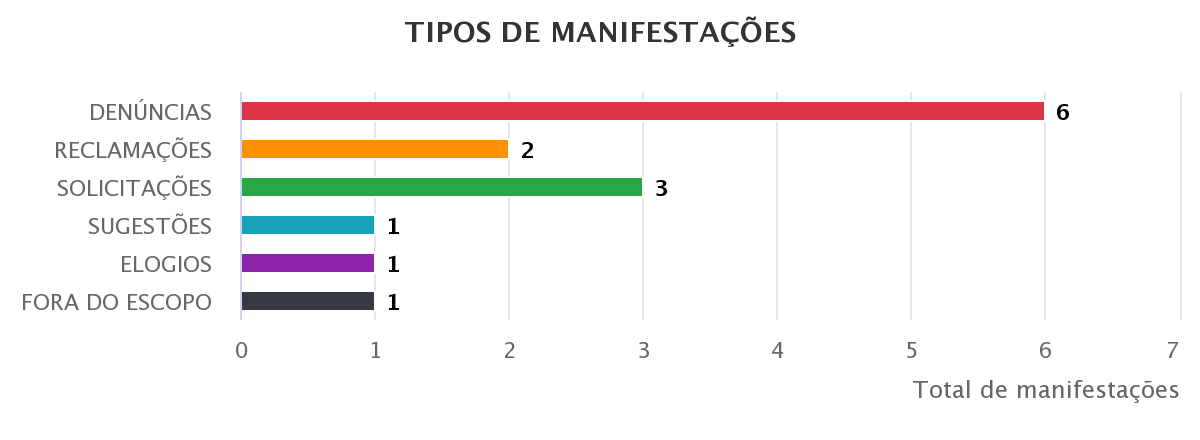 TIPOS DE MANIFESTAÇÕES
DENÚNCIAS 6
RECLAMAÇÕES 2
SOLICITAÇÕES 3
SUGESTÕES 1
ELOGIOS 1
FORA DO ESCOPO 1
0 1 2 3 4 5 6 7
Total de manifestações